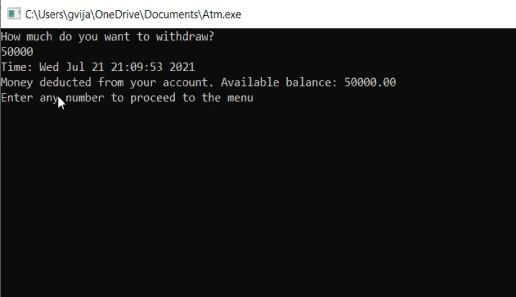 C:\Users\gvija\OneDrive\Documents\Atm.exe
How much do you want to withdraw?
50000
Time: Wed Jul 21 21:09:53 2021
Money deducted from your account. Available balance: 50000.00
Enter any number to proceed to the menu